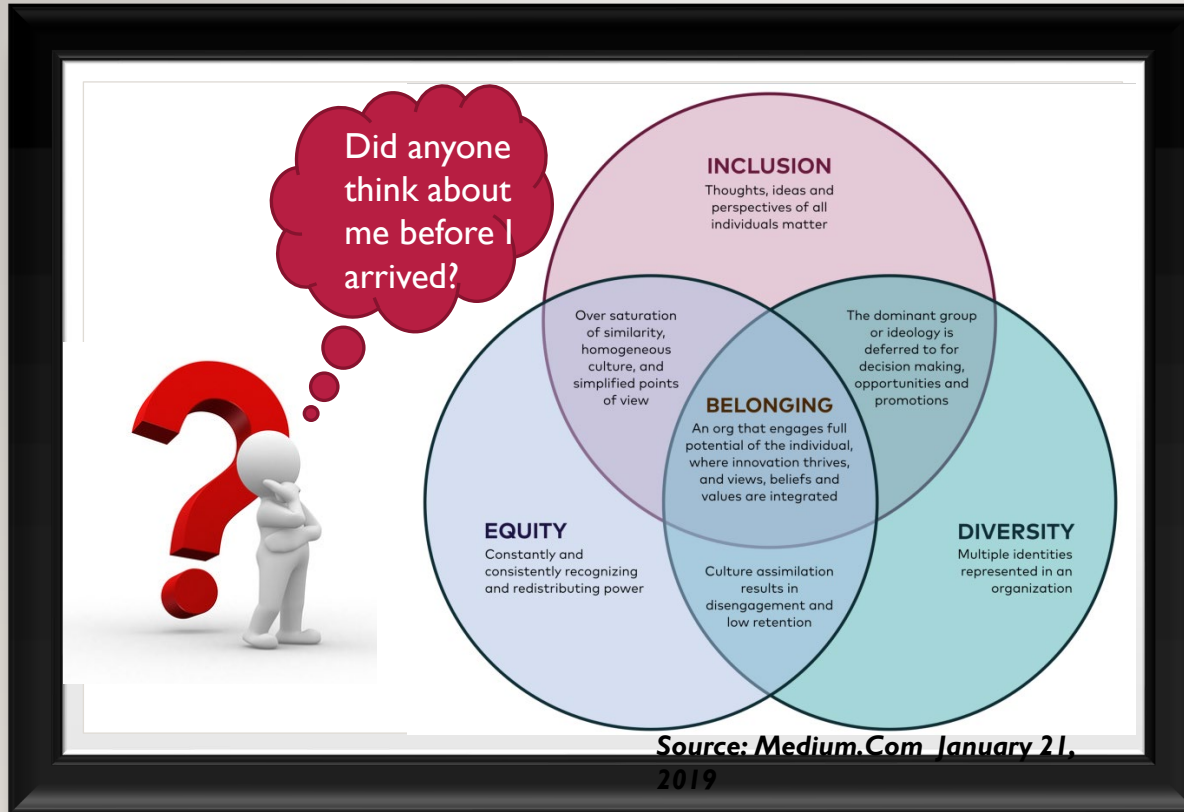 Did anyone
think about
me before I
arrived?
INCLUSION
Thoughts, ideas and
perspectives of all
individuals matter
Over saturation
of similarity,
homogeneous
culture, and
simplified points
of view
The dominant group
or ideology is
deferred to for
decision making,
opportunities and
promotions
BELONGING
An org that engages full
potential of the individual,
where innovation thrives,
and views, beliefs and
values are integrated
EQUITY
Constantly and
consistently recognizing
and redistributing power
DIVERSITY
Multiple identities
represented in an
organization
Culture assimilation
results in
disengagement and
low retention
Source: Medium.Com January 21,
2019